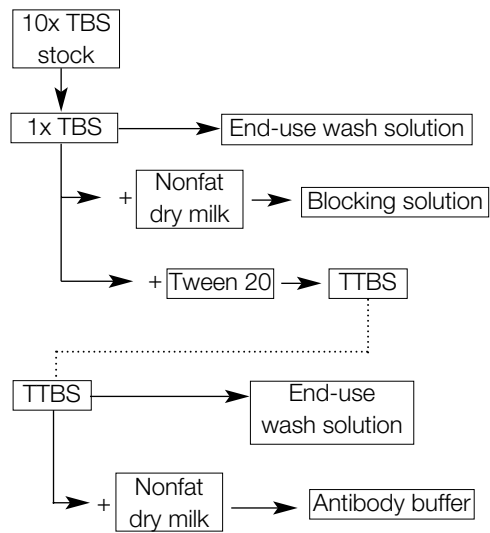 10x TBS
stock
1x TBS
End-use wash solution
+ Nonfat
dry milk
Blocking solution
+ Tween 20
TTBS
TTBS
End-use
wash solution
+ Nonfat
dry milk
Antibody buffer